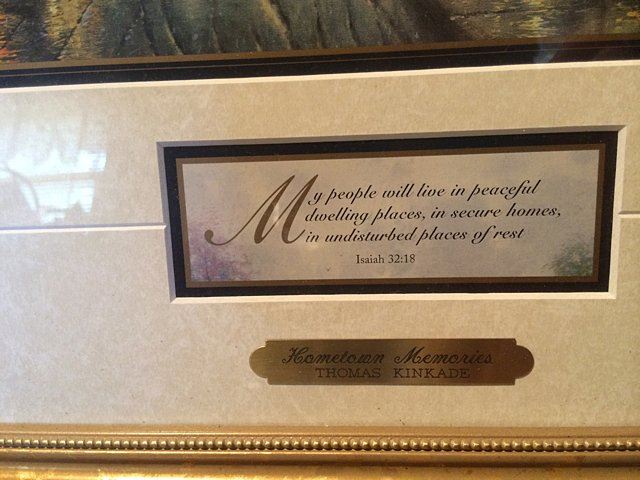 My people will live in peaceful
dwelling places, in secure homes,
in undisturbed places of rest
Isaiah 32:18
Hometown Memories
THOMAS KINKADE